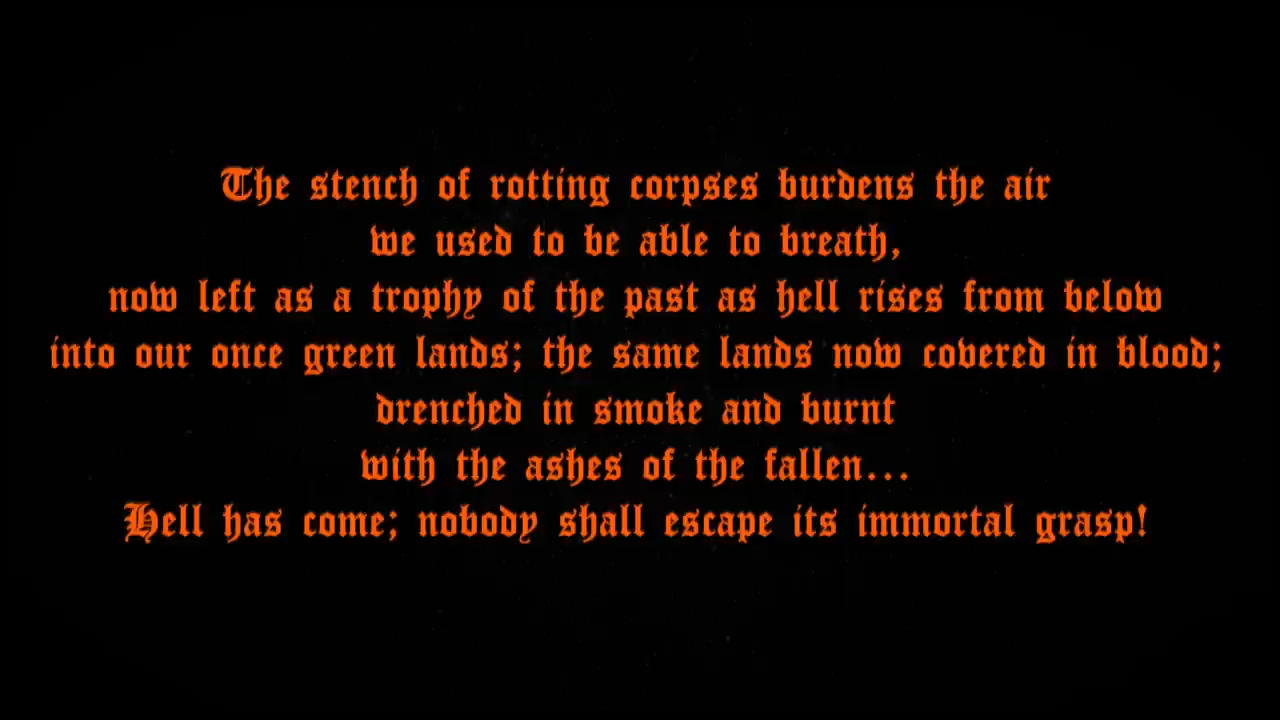 The stench of rotting corpses burdens the air
we used to be able to breath,
now left as a trophy of the past as hell rises from below
into our once green lands; the same lands now covered in blood;
drenched in smoke and burnt
with the ashes of the fallen...
Hell has come; nobody shall escape its immortal grasp!